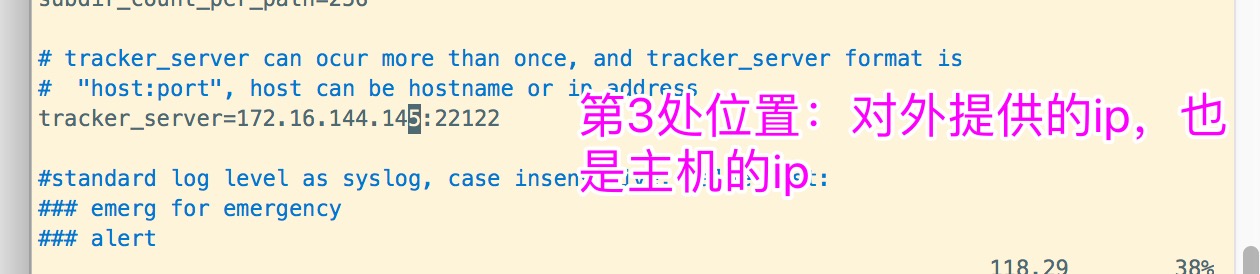 subdir_count_per_path=256
# tracker_server can ocur more than once, and tracker_server format is
#  "host:port", host can be hostname or ip address
tracker_server=172.16.144.145:22122
第3处位置：对外提供的ip，也
是主机的ip
#standard log level as syslog, case insen
### emerg for emergency
### alert
118,29 38%